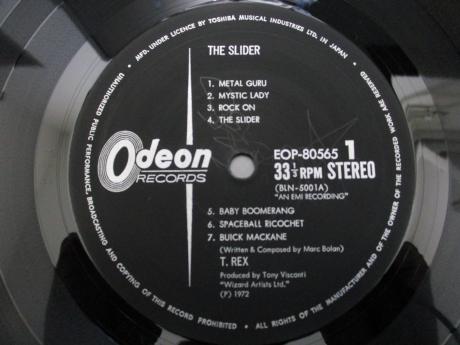 MFD. UNDER LICENCE BY TOSHIBA MUSICAL INDUSTRIES LTD. IN JAPAN • ALL RIGHTS OF THE MANUFACTURER AND OF THE OWNER OF THE RECORDED WORK ARE RESERVED
UNAUTHORIZED PUBLIC PERFORMANCE, BROADCASTING AND COPYING OF THIS RECORD PROHIBITED •
THE SLIDER
1. METAL GURU
2. MYSTIC LADY
3. ROCK ON
4. THE SLIDER
Odeon
RECORDS
EOP-80565 1
33⅓ RPM STEREO
(BLN-5001A)
"AN EMI RECORDING"
5. BABY BOOMERANG
6. SPACEBALL RICOCHET
7. BUICK MACKANE
(Written & Composed by Marc Bolan)
T. REX
Produced by Tony Visconti
"Wizard Artists Ltd."
(P) 1972